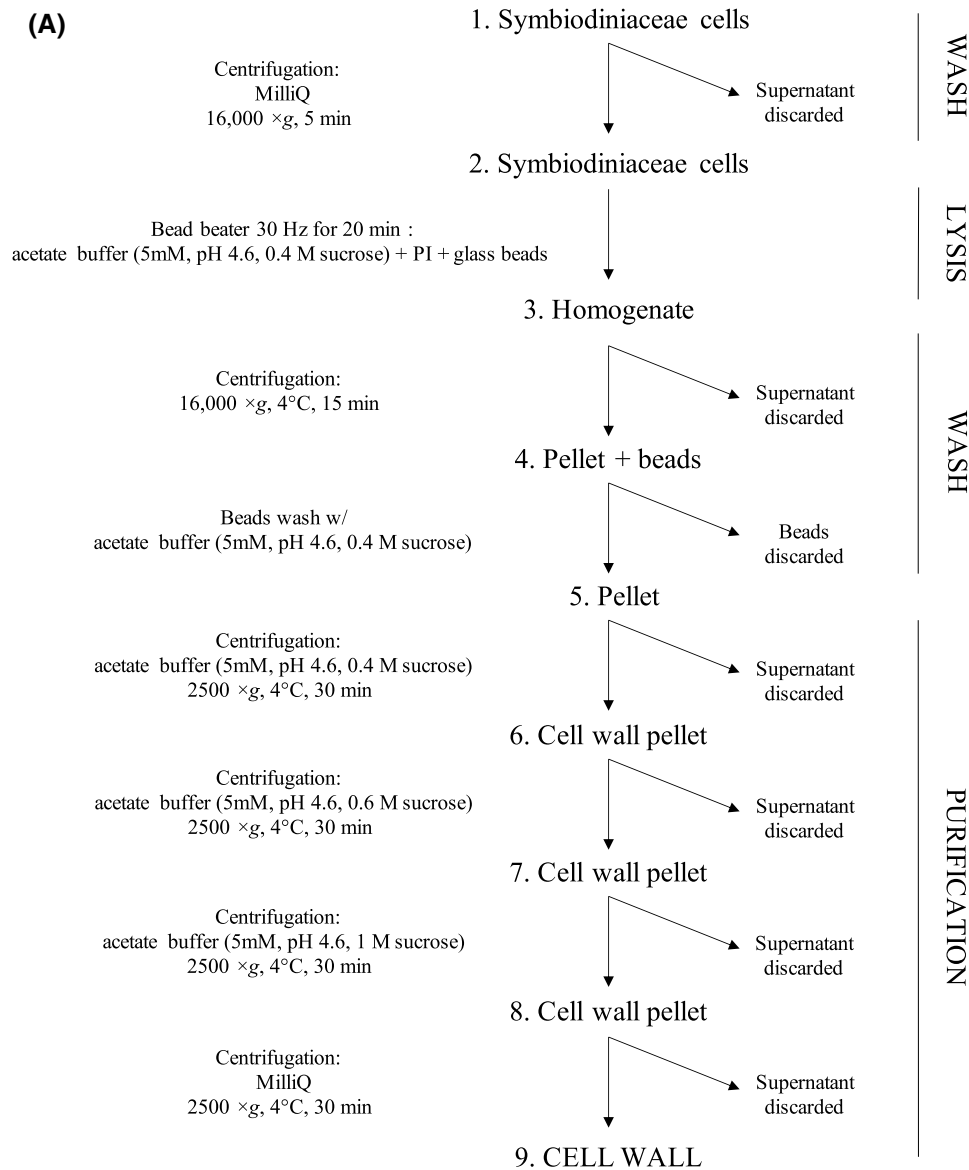 (A)
1. Symbiodiniaceae cells
Centrifugation:
MilliQ
16,000 ×g, 5 min
Supernatant
discarded
WASH
2. Symbiodiniaceae cells
Bead beater 30 Hz for 20 min :
acetate buffer (5mM, pH 4.6, 0.4 M sucrose) + PI + glass beads
LYSIS
3. Homogenate
Centrifugation:
16,000 ×g, 4°C, 15 min
Supernatant
discarded
WASH
4. Pellet + beads
Beads wash w/
acetate buffer (5mM, pH 4.6, 0.4 M sucrose)
Beads
discarded
5. Pellet
Centrifugation:
acetate buffer (5mM, pH 4.6, 0.4 M sucrose)
2500 ×g, 4°C, 30 min
Supernatant
discarded
6. Cell wall pellet
Centrifugation:
acetate buffer (5mM, pH 4.6, 0.6 M sucrose)
2500 ×g, 4°C, 30 min
Supernatant
discarded
PURIFICATION
7. Cell wall pellet
Centrifugation:
acetate buffer (5mM, pH 4.6, 1 M sucrose)
2500 ×g, 4°C, 30 min
Supernatant
discarded
8. Cell wall pellet
Centrifugation:
MilliQ
2500 ×g, 4°C, 30 min
Supernatant
discarded
9. CELL WALL